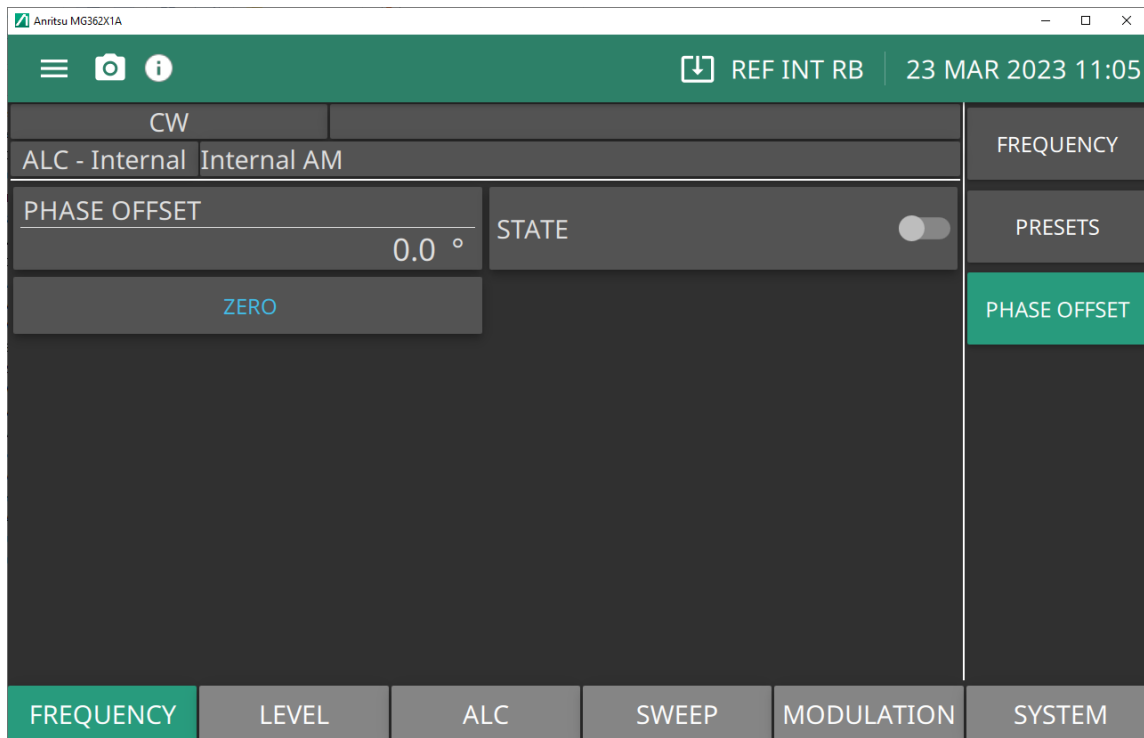 Anritsu MG362X1A
REF INT RB 23 MAR 2023 11:05
CW
ALC - Internal Internal AM
PHASE OFFSET
0.0 °
STATE
ZERO
FREQUENCY
PRESETS
PHASE OFFSET
FREQUENCY LEVEL ALC SWEEP MODULATION SYSTEM